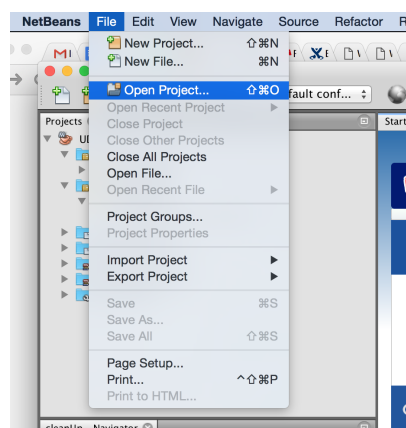 NetBeans File Edit View Navigate Source Refactor
New Project... ⇧⌘N
New File... ⌘N
Open Project... ⇧⌘O
Open Recent Project ▶
Close Project
Close Other Projects
Close All Projects
Open File...
Open Recent File ▶
Project Groups...
Project Properties
Import Project ▶
Export Project ▶
Save ⌘S
Save As...
Save All ⇧⌘S
Page Setup...
Print... ^⇧⌘P
Print to HTML...
fault conf...
Projects
Start
cleanUp - Navigator